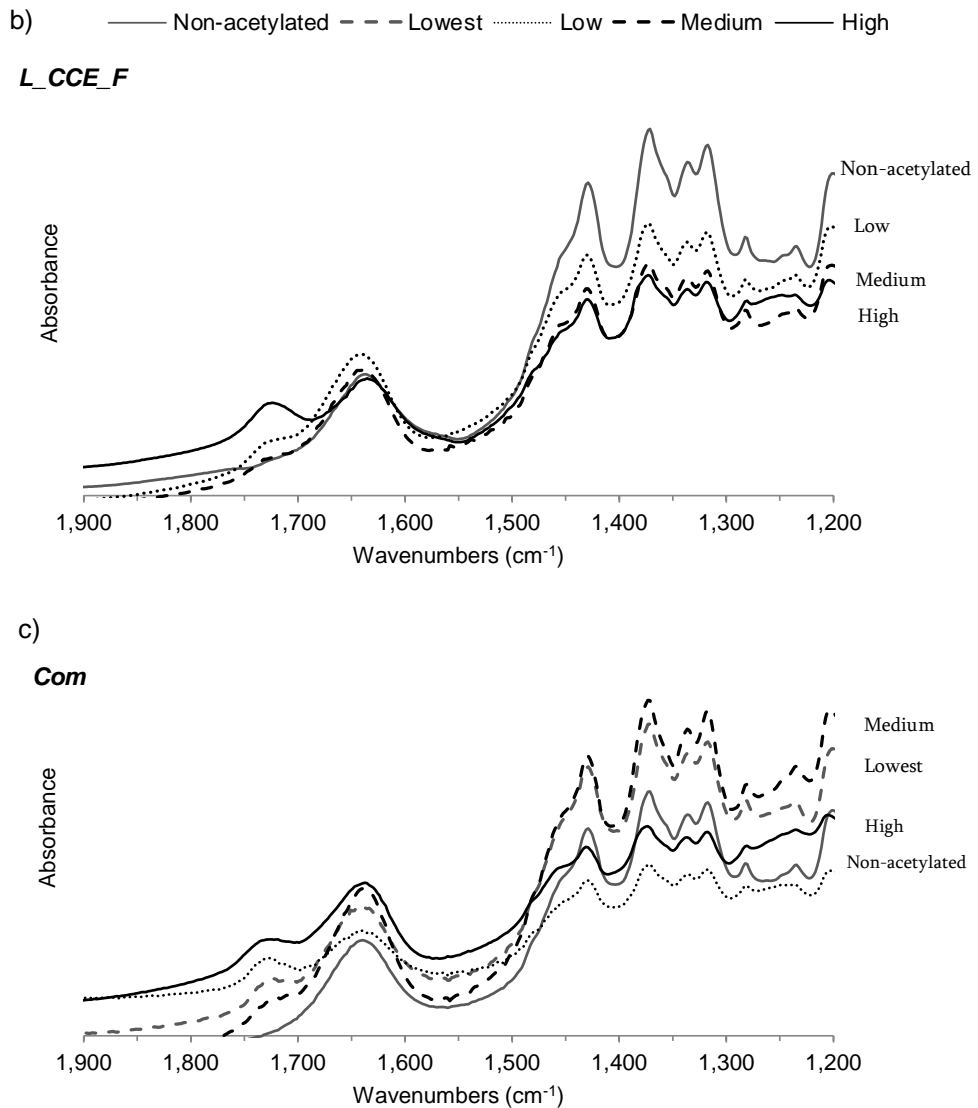 b)
Non-acetylated Lowest Low Medium High
L_CCE_F
Absorbance
Non-acetylated
Low
Medium
High
1,900 1,800 1,700 1,600 1,500 1,400 1,300 1,200
Wavenumbers (cm-1)
c)
Com
Absorbance
Medium
Lowest
High
Non-acetylated
1,900 1,800 1,700 1,600 1,500 1,400 1,300 1,200
Wavenumbers (cm-1)